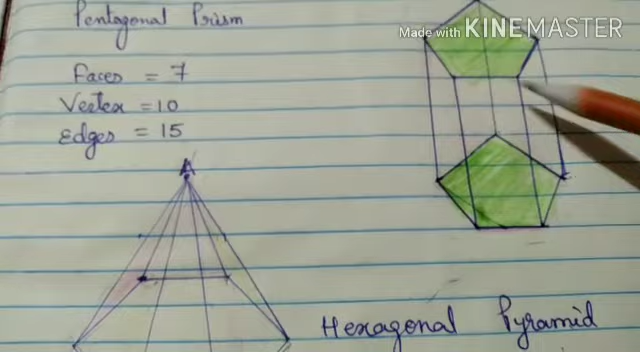 Pentagonal Prism
Made with KINEMASTER
Faces = 7
Vertex = 10
Edges = 15
A
Hexagonal Pyramid